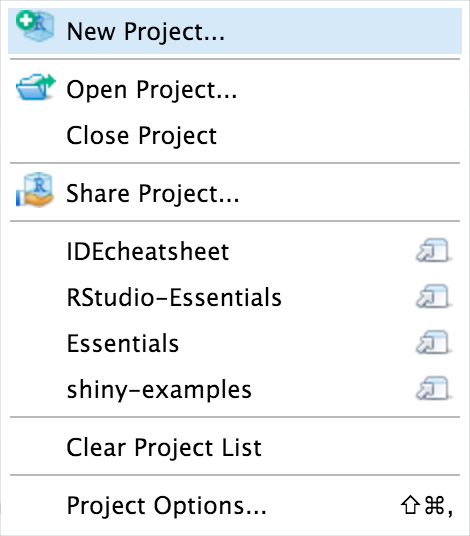 New Project...
Open Project...
Close Project
Share Project...
IDEcheatsheet
RStudio-Essentials
Essentials
shiny-examples
Clear Project List
Project Options... ⇧⌘,